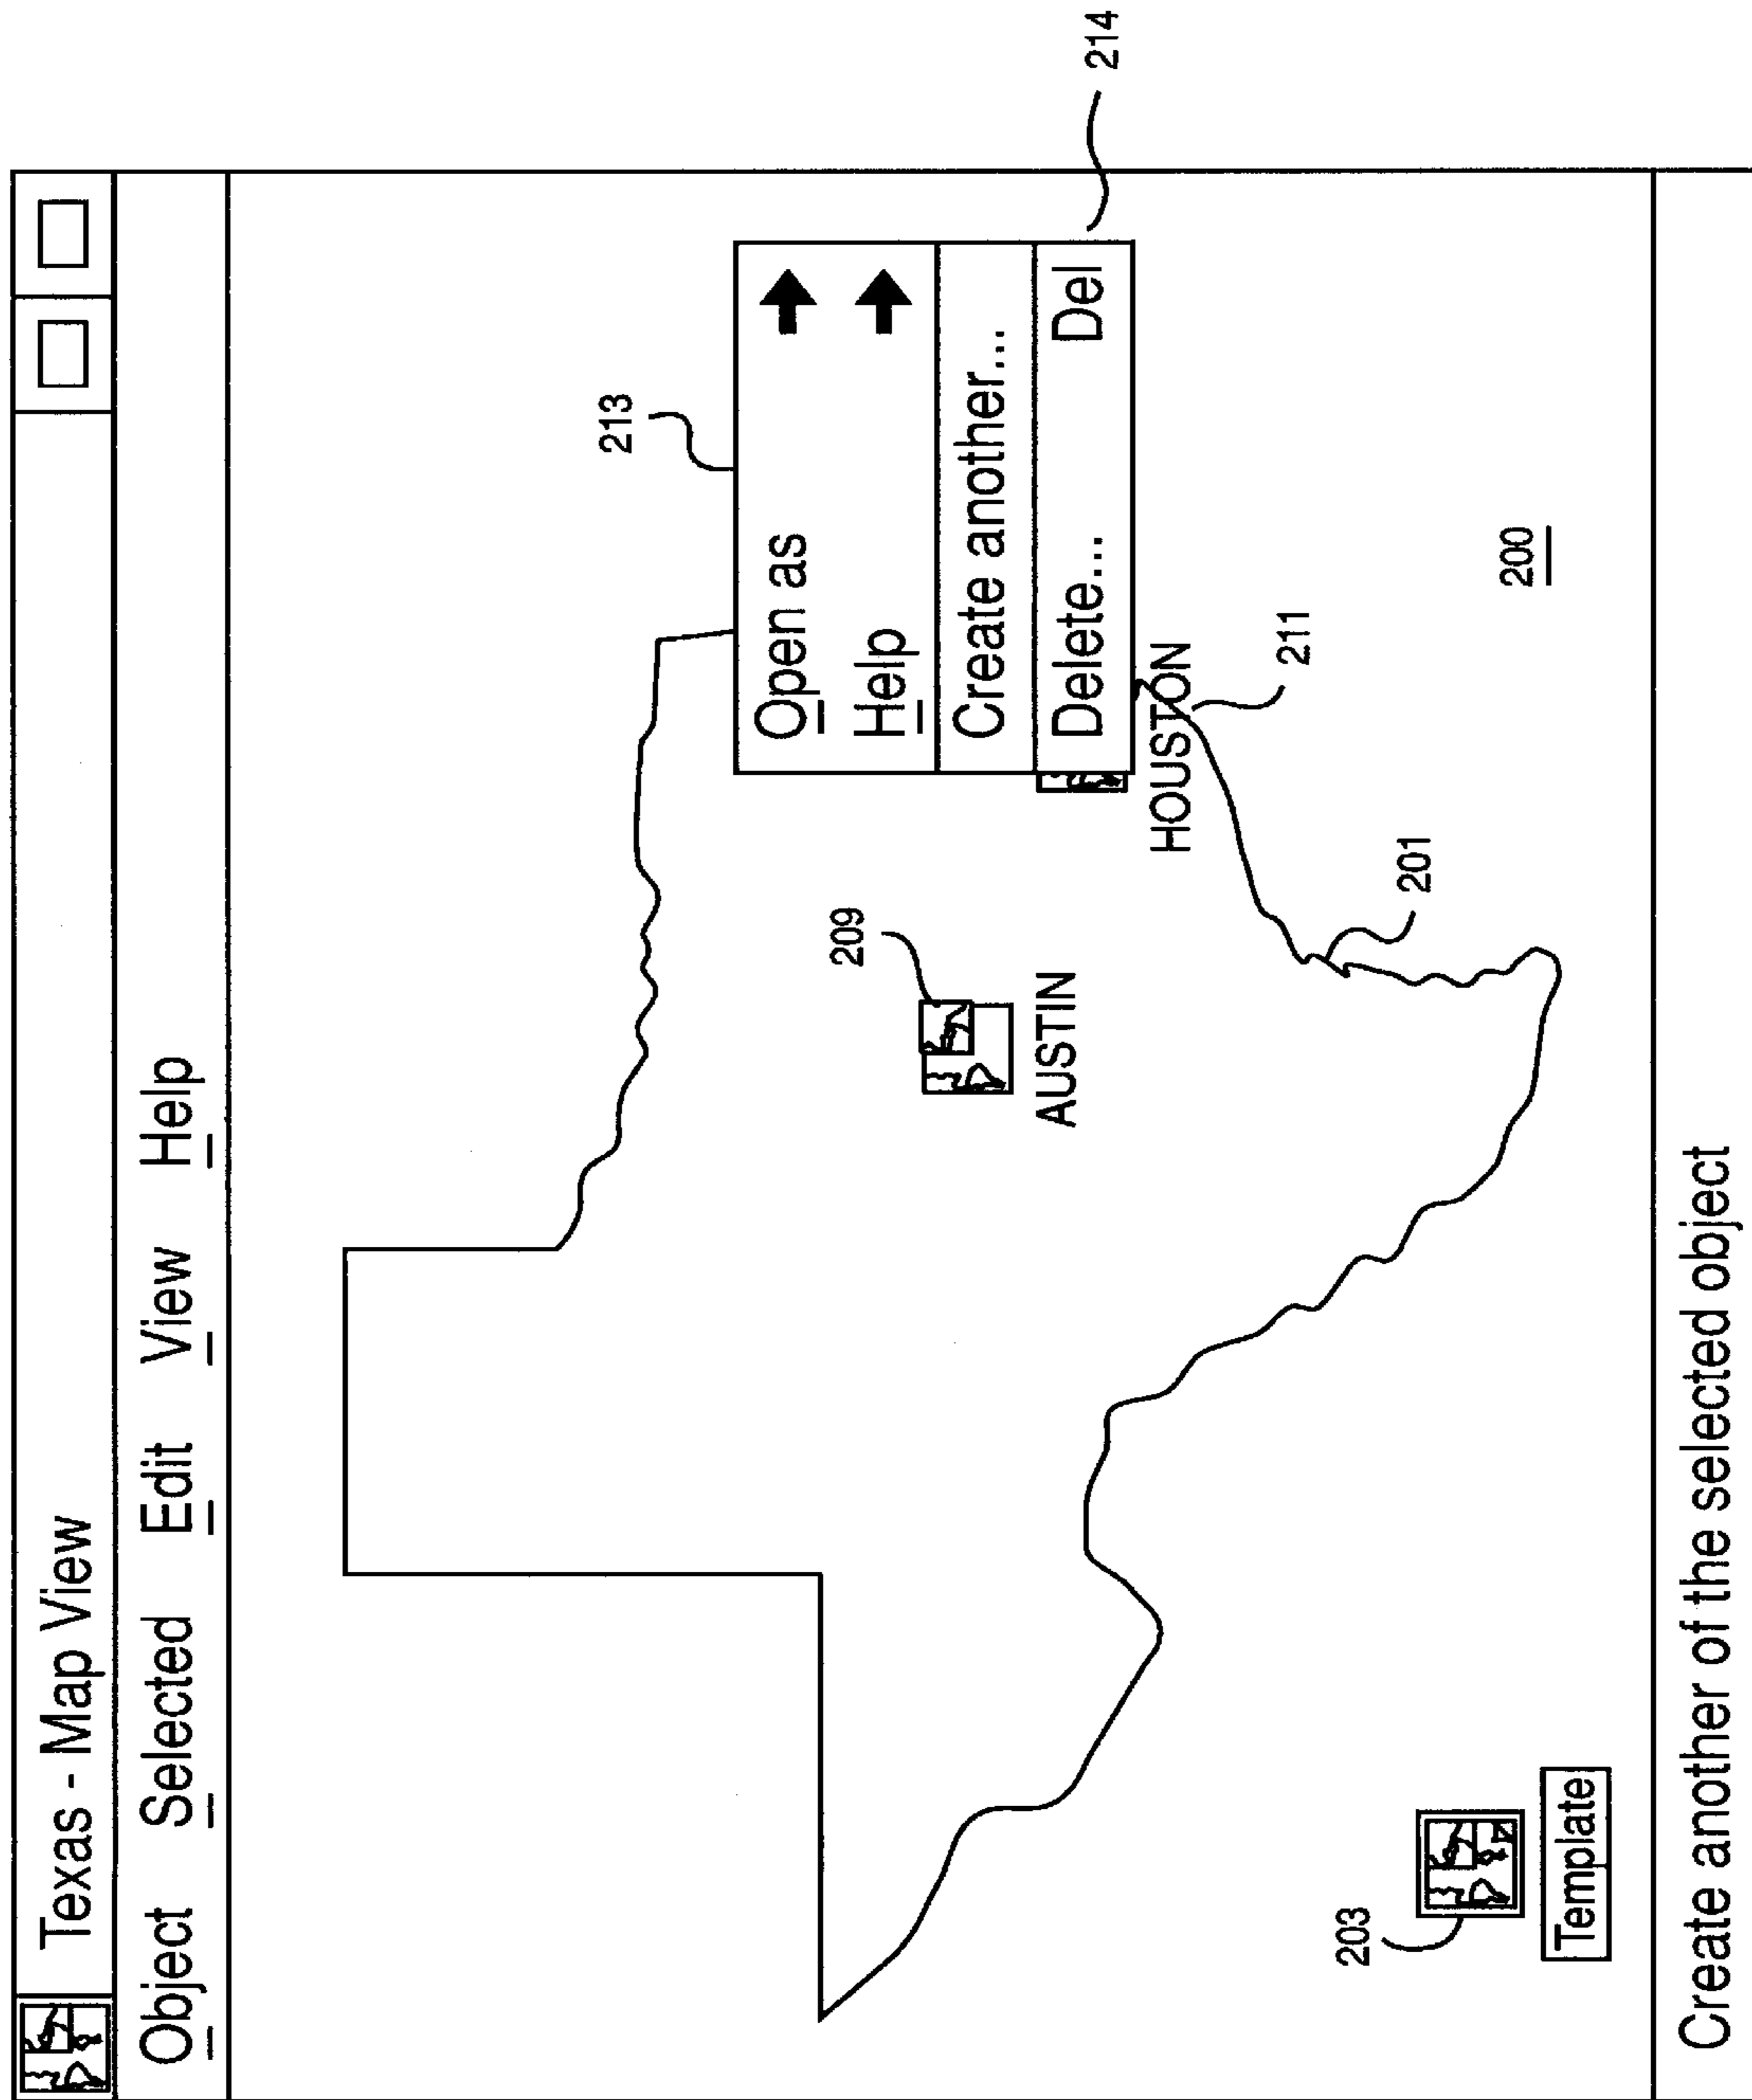 Texas - Map View
Object Selected Edit View Help
213
Open as
Help
Create another...
Delete... Del
214
209
AUSTIN
HOUSTON
211
201
203
Template
200
Create another of the selected object